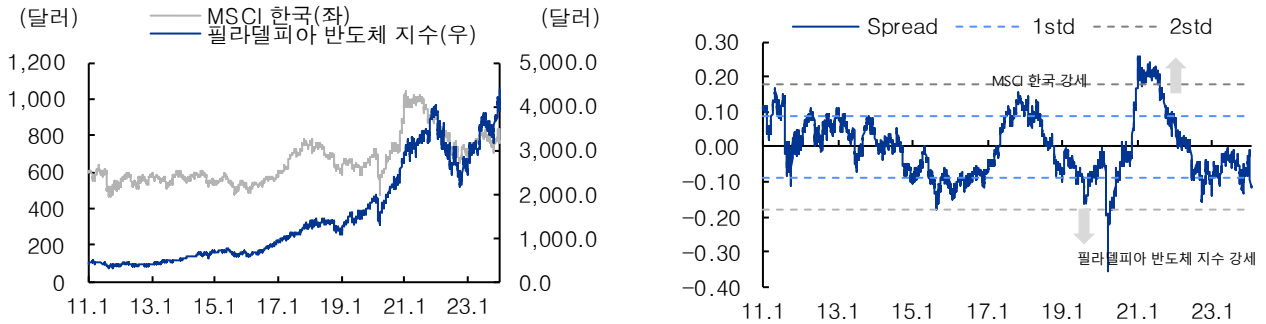 (달러)
MSCI 한국(좌)
필라델피아 반도체 지수(우)
(달러)
1,200
1,000
800
600
400
200
0
5,000.0
4,000.0
3,000.0
2,000.0
1,000.0
0.0
11.1 13.1 15.1 17.1 19.1 21.1 23.1
Spread 1std 2std
0.30
0.20
0.10
0.00
-0.10
-0.20
-0.30
-0.40
MSCI 한국 강세
필라델피아 반도체 지수 강세
11.1 13.1 15.1 17.1 19.1 21.1 23.1